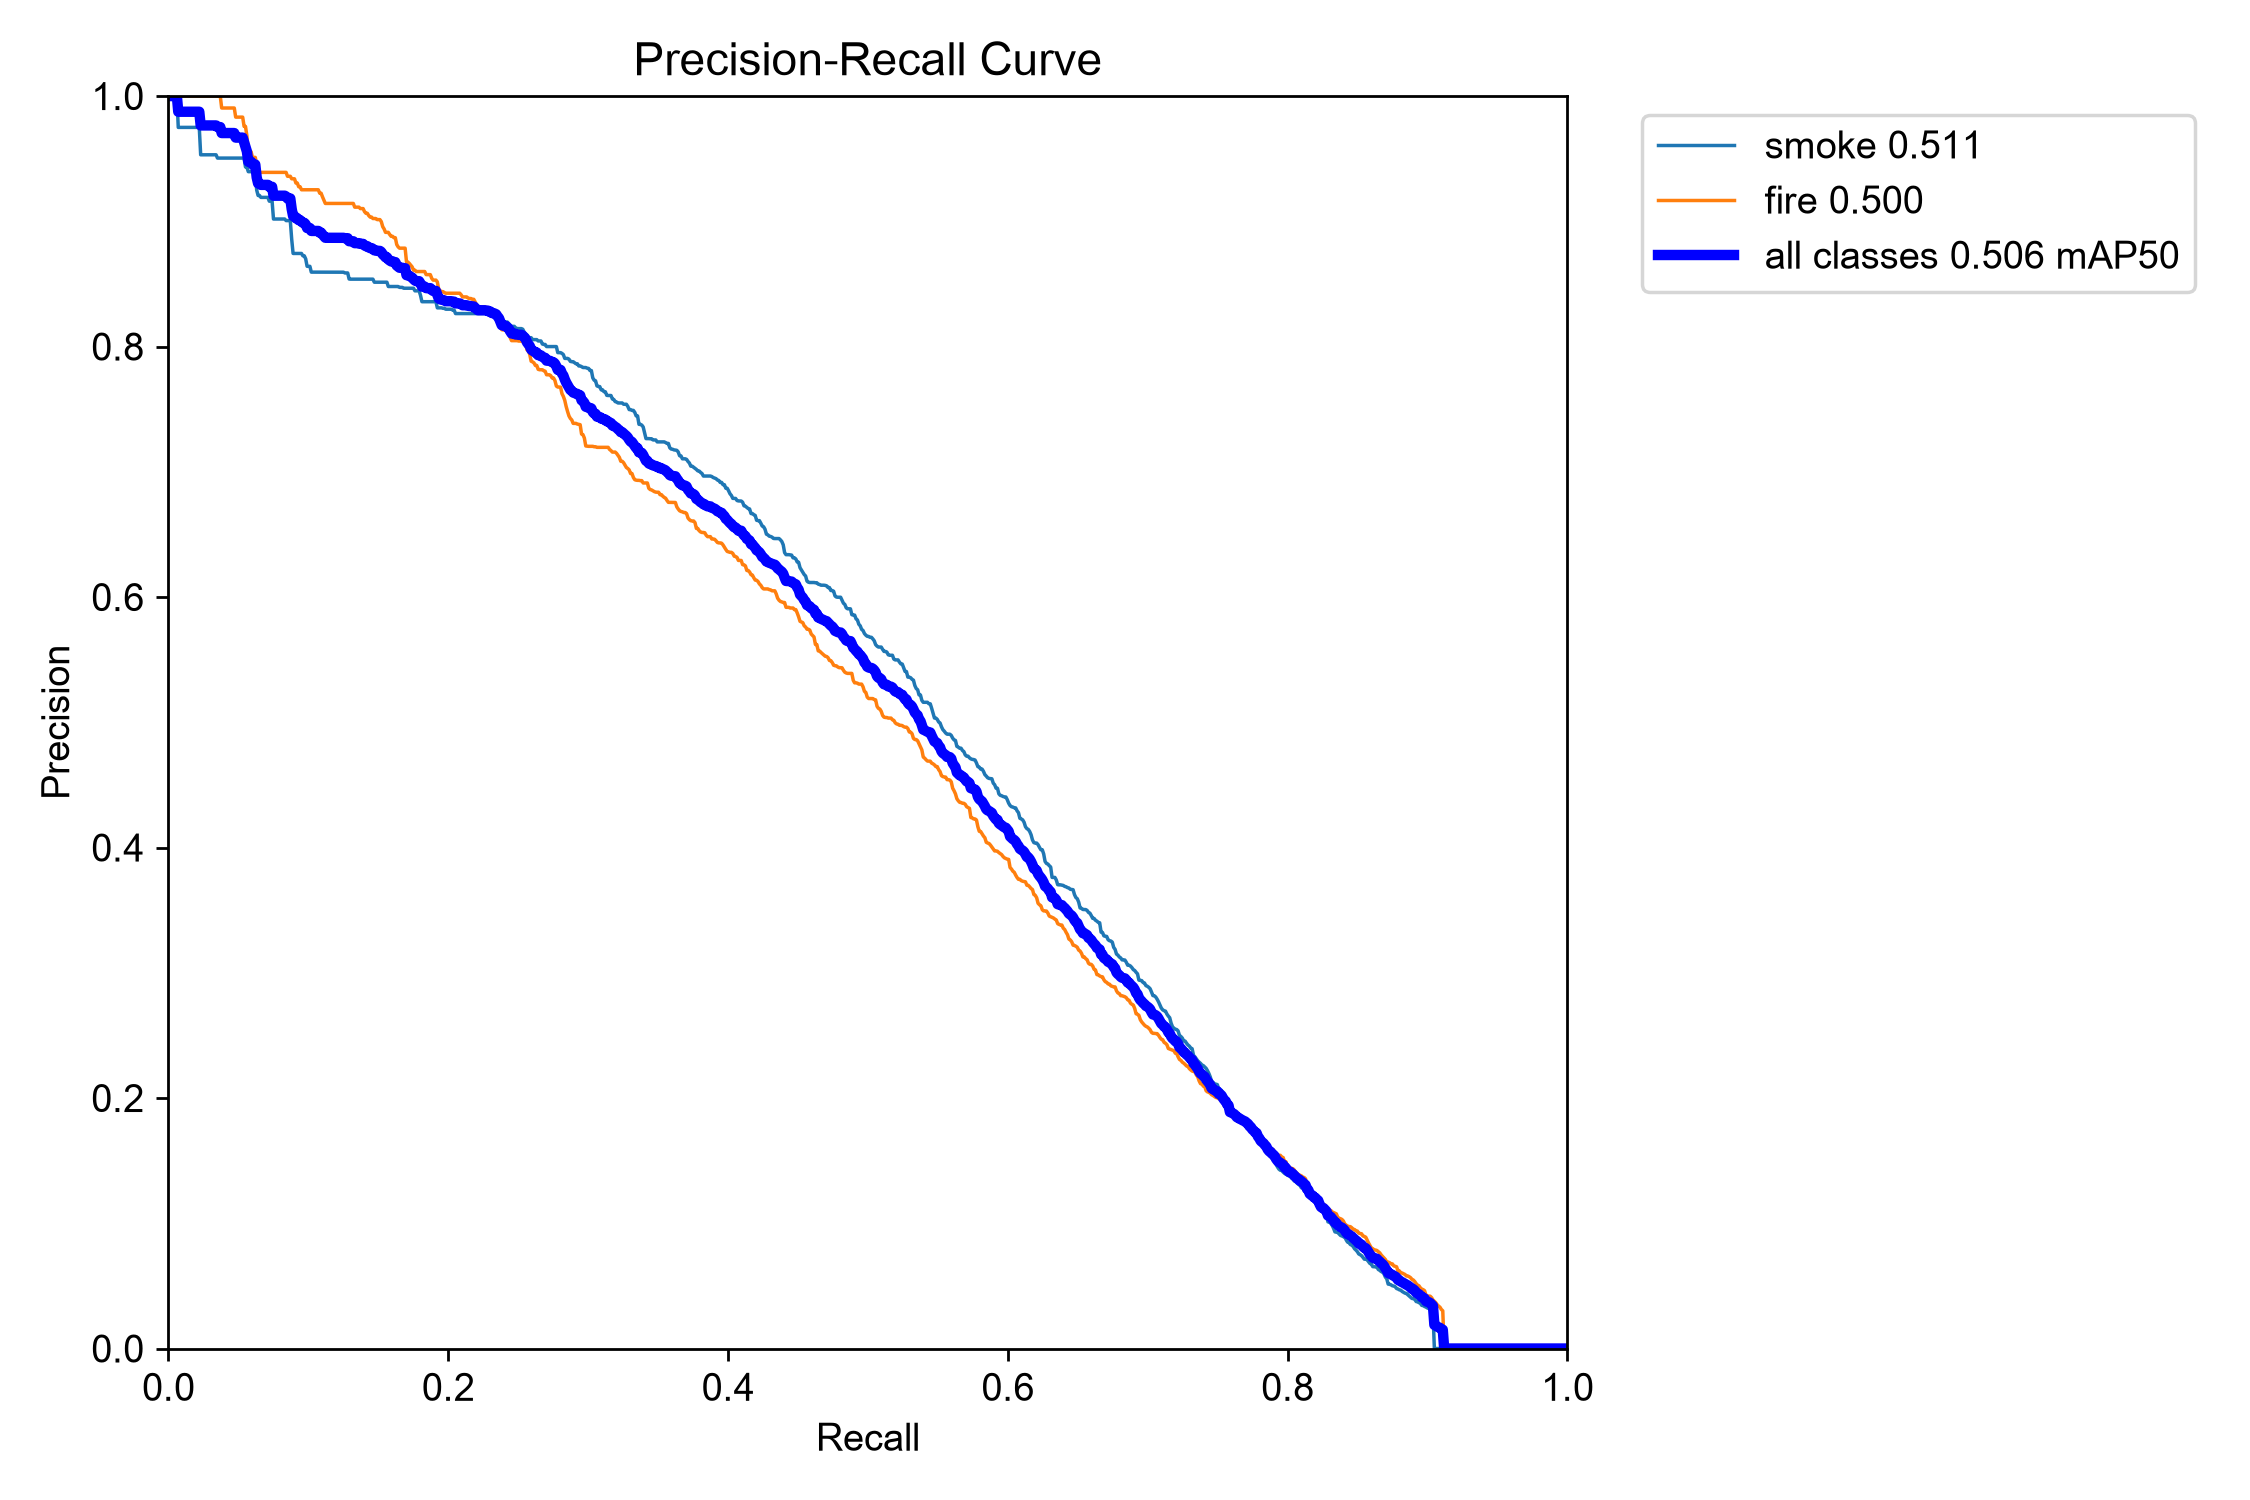 Precision-Recall Curve
1.0
0.8
0.6
0.4
0.2
0.0
Precision
0.0 0.2 0.4 0.6 0.8 1.0
Recall
smoke 0.511
fire 0.500
all classes 0.506 mAP50